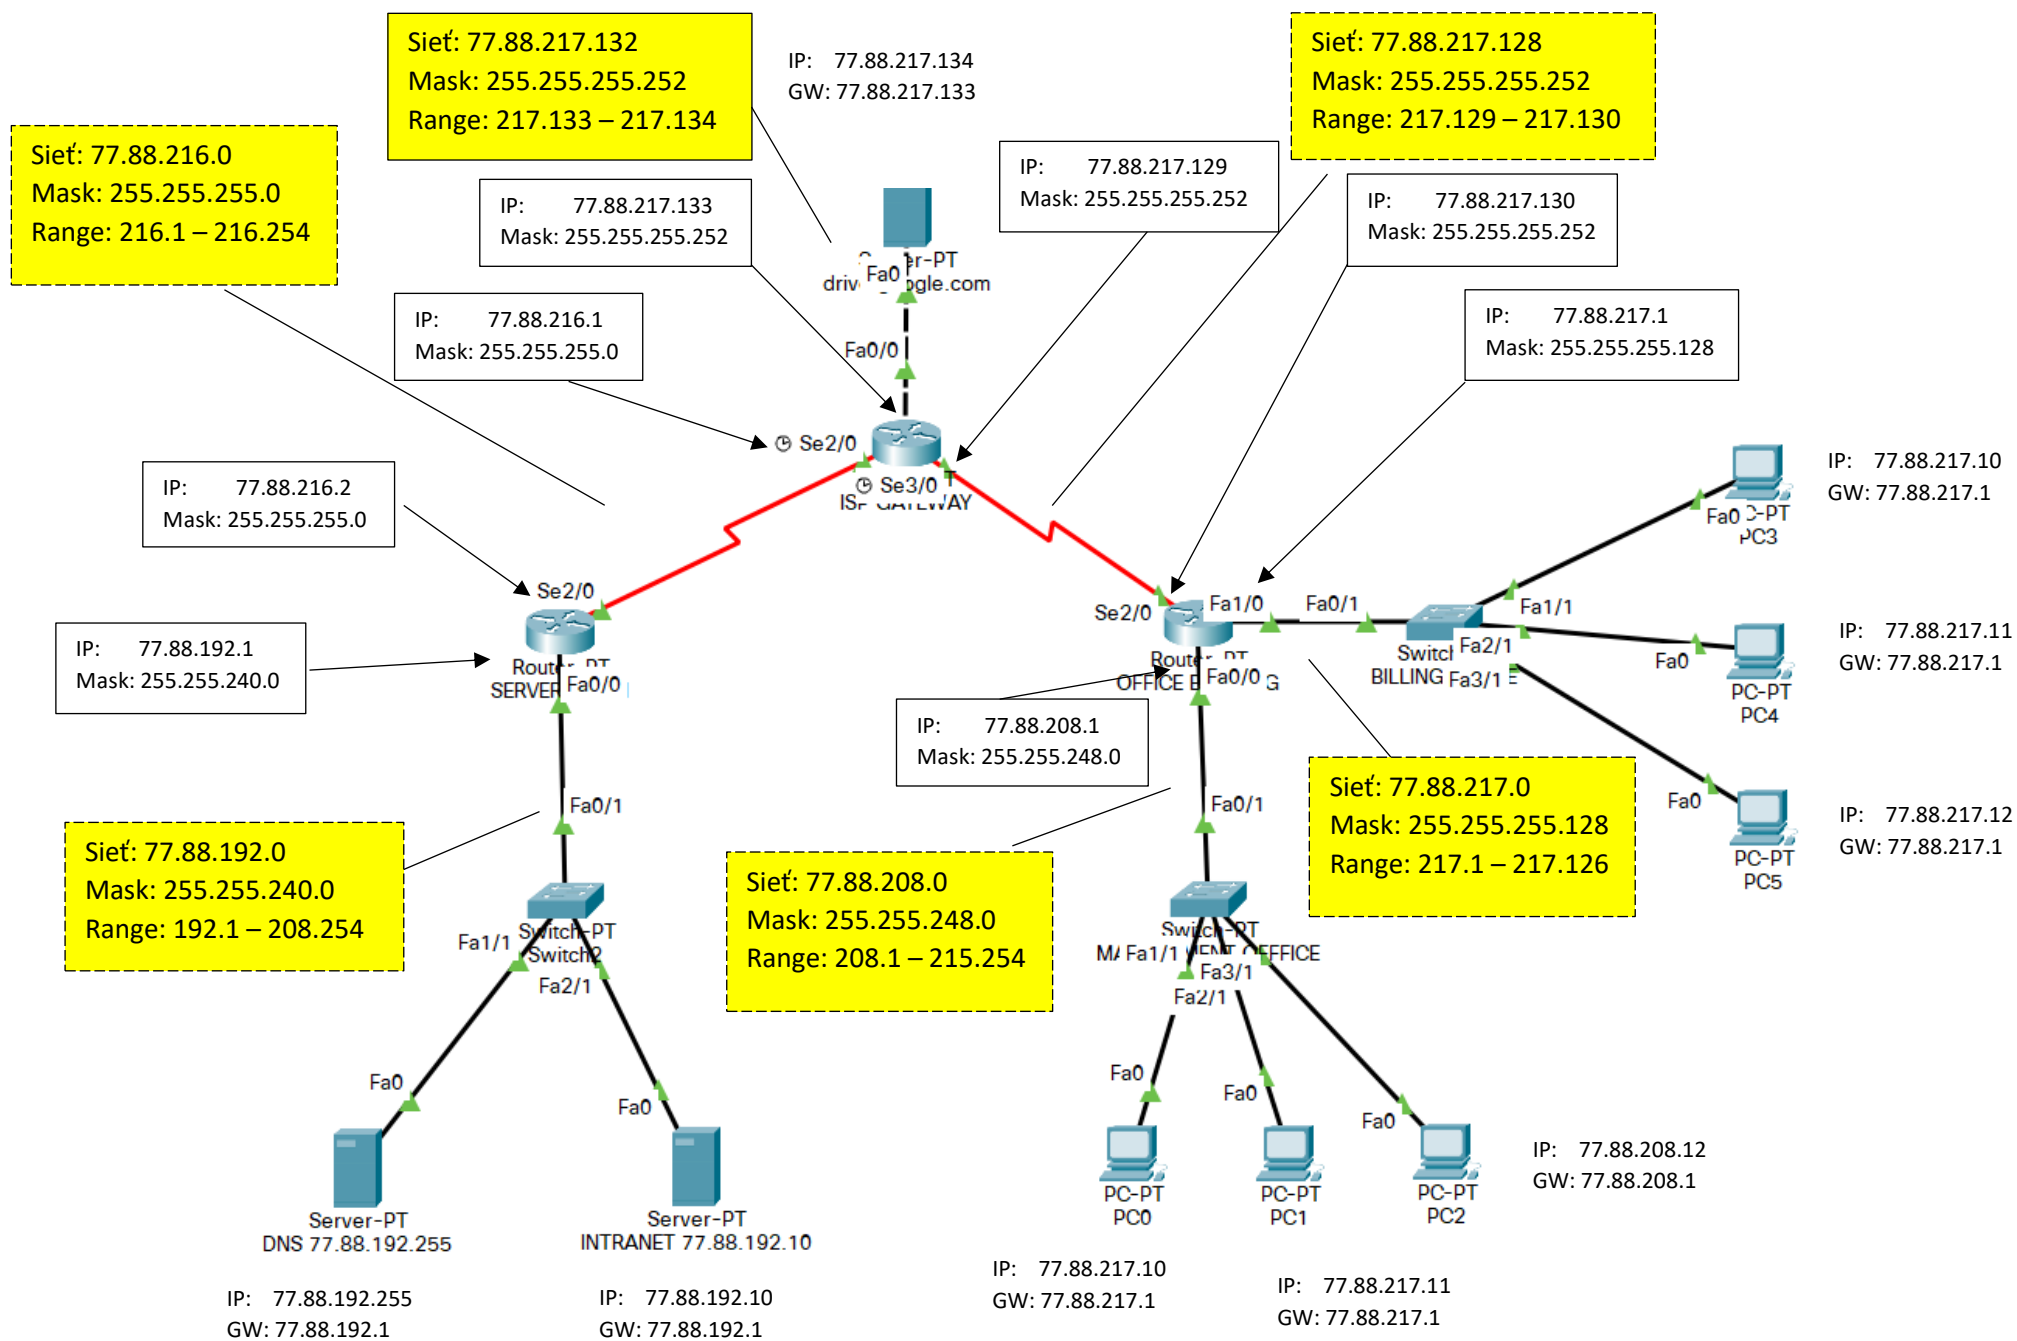 Sieť: 77.88.217.132
Mask: 255.255.255.252
Range: 217.133 – 217.134
IP: 77.88.217.134
GW: 77.88.217.133
Sieť: 77.88.217.128
Mask: 255.255.255.252
Range: 217.129 – 217.130
Sieť: 77.88.216.0
Mask: 255.255.255.0
Range: 216.1 – 216.254
IP: 77.88.217.133
Mask: 255.255.255.252
IP: 77.88.217.129
Mask: 255.255.255.252
IP: 77.88.217.130
Mask: 255.255.255.252
Fa0
IP: 77.88.216.1
Mask: 255.255.255.0
Fa0/0
IP: 77.88.217.1
Mask: 255.255.255.128
Se2/0
Se3/0
IP: 77.88.216.2
Mask: 255.255.255.0
IP: 77.88.217.10
GW: 77.88.217.1
Fa0
PC3
Se2/0
Se2/0
Fa1/0
Fa0/1
Fa1/1
Fa2/1
Fa3/1
BILLING
IP: 77.88.192.1
Mask: 255.255.240.0
Fa0/0
Fa0/0
OFFICE
Fa0
PC-PT
PC4
IP: 77.88.217.11
GW: 77.88.217.1
IP: 77.88.208.1
Mask: 255.255.248.0
Sieť: 77.88.217.0
Mask: 255.255.255.128
Range: 217.1 – 217.126
Fa0
PC-PT
PC5
IP: 77.88.217.12
GW: 77.88.217.1
Fa0/1
Fa0/1
Sieť: 77.88.192.0
Mask: 255.255.240.0
Range: 192.1 – 208.254
Sieť: 77.88.208.0
Mask: 255.255.248.0
Range: 208.1 – 215.254
Switch-PT
Switch2
Fa1/1
Fa2/1
Switch-PT
Fa1/1
Fa3/1
Fa2/1
Fa0
Fa0
Fa0
Fa0
Fa0
Server-PT
DNS 77.88.192.255
Server-PT
INTRANET 77.88.192.10
PC-PT
PC0
PC-PT
PC1
PC-PT
PC2
IP: 77.88.208.12
GW: 77.88.208.1
IP: 77.88.192.255
GW: 77.88.192.1
IP: 77.88.192.10
GW: 77.88.192.1
IP: 77.88.217.10
GW: 77.88.217.1
IP: 77.88.217.11
GW: 77.88.217.1